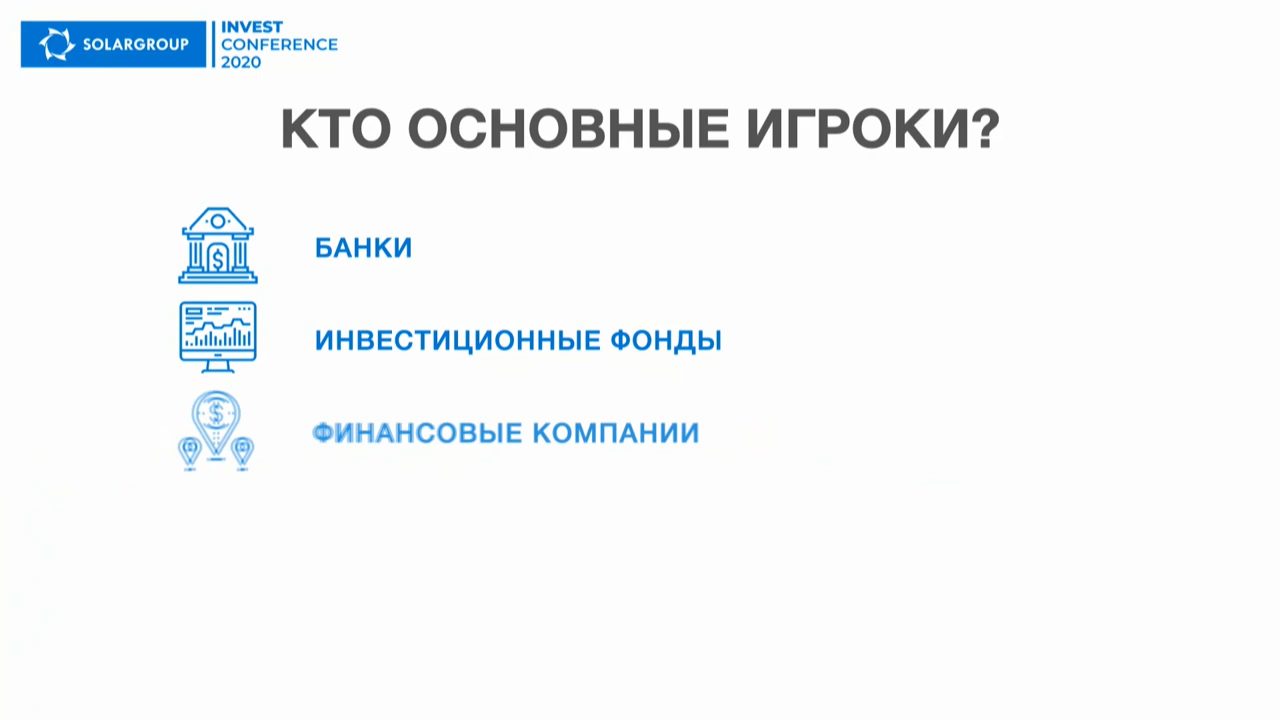 SOLARGROUP
INVEST
CONFERENCE
2020
КТО ОСНОВНЫЕ ИГРОКИ?
БАНКИ
ИНВЕСТИЦИОННЫЕ ФОНДЫ
ФИНАНСОВЫЕ КОМПАНИИ